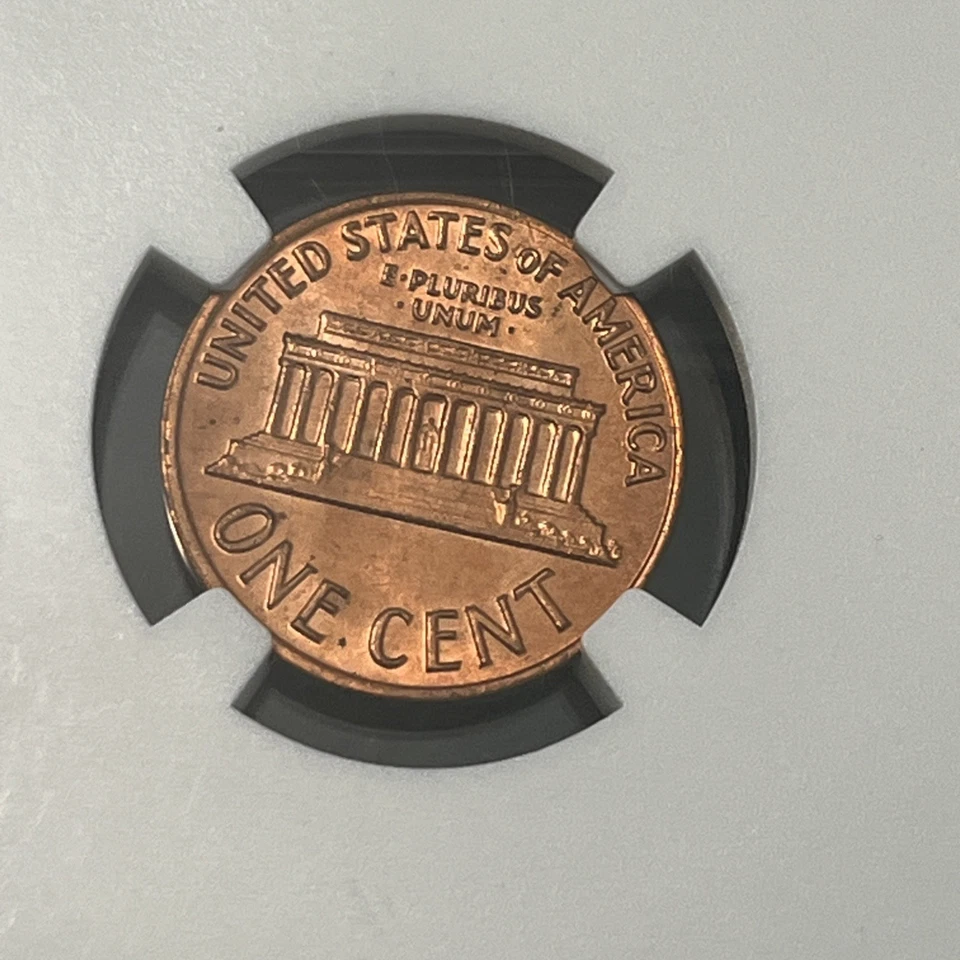 UNITED STATES OF AMERICA
E·PLURIBUS
·UNUM·
ONE CENT